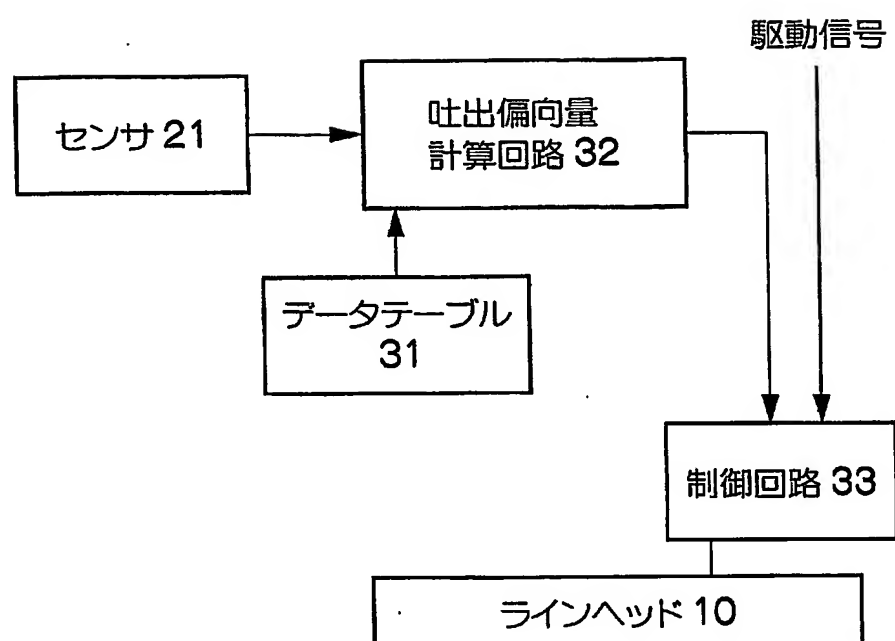 駆動信号
センサ 21
吐出偏向量
計算回路 32
データテーブル
31
制御回路 33
ラインヘッド 10